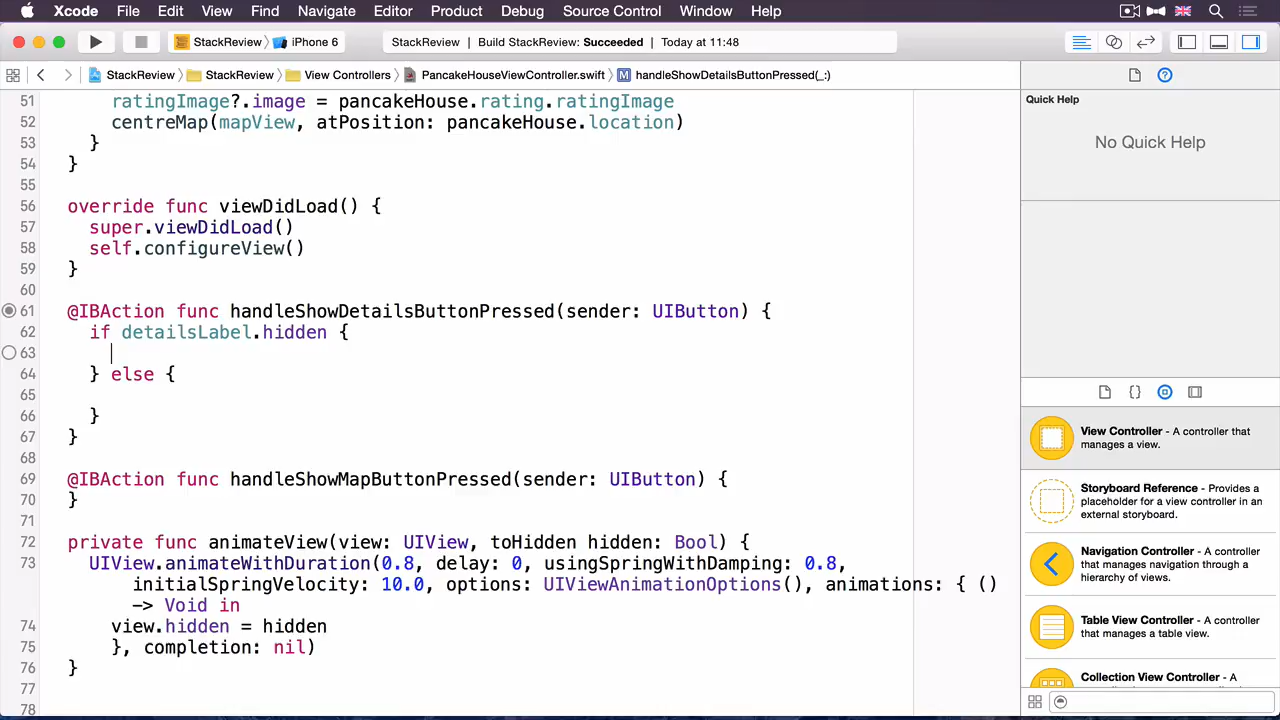 Xcode File Edit View Find Navigate Editor Product Debug Source Control Window Help
StackReview iPhone 6
StackReview | Build StackReview: Succeeded | Today at 11:48
StackReview StackReview View Controllers PancakeHouseViewController.swift M handleShowDetailsButtonPressed(_:)
51 ratingImage?.image = pancakeHouse.rating.ratingImage
52 centreMap(mapView, atPosition: pancakeHouse.location)
53 }
54 }
55
56 override func viewDidLoad() {
57 super.viewDidLoad()
58 self.configureView()
59 }
60
61 @IBAction func handleShowDetailsButtonPressed(sender: UIButton) {
62 if detailsLabel.hidden {
63
64 } else {
65
66 }
67 }
68
69 @IBAction func handleShowMapButtonPressed(sender: UIButton) {
70 }
71
72 private func animateView(view: UIView, toHidden hidden: Bool) {
73 UIView.animateWithDuration(0.8, delay: 0, usingSpringWithDamping: 0.8,
initialSpringVelocity: 10.0, options: UIViewAnimationOptions(), animations: { ()
-> Void in
74 view.hidden = hidden
75 }, completion: nil)
76 }
77
78
Quick Help
No Quick Help
View Controller - A controller that
manages a view.
Storyboard Reference - Provides a
placeholder for a view controller in an
external storyboard.
Navigation Controller - A controller
that manages navigation through a
hierarchy of views.
Table View Controller - A controller
that manages a table view.
Collection View Controller - A